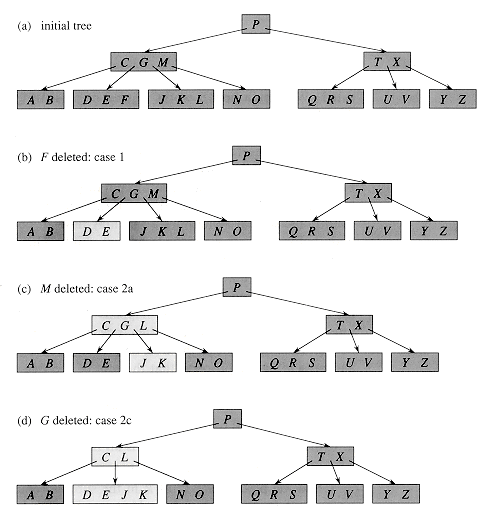 (a) initial tree
P
C G M T X
A B D E F J K L N O Q R S U V Y Z
(b) F deleted: case 1
P
C G M T X
A B D E J K L N O Q R S U V Y Z
(c) M deleted: case 2a
P
C G L T X
A B D E J K N O Q R S U V Y Z
(d) G deleted: case 2c
P
C L T X
A B D E J K N O Q R S U V Y Z